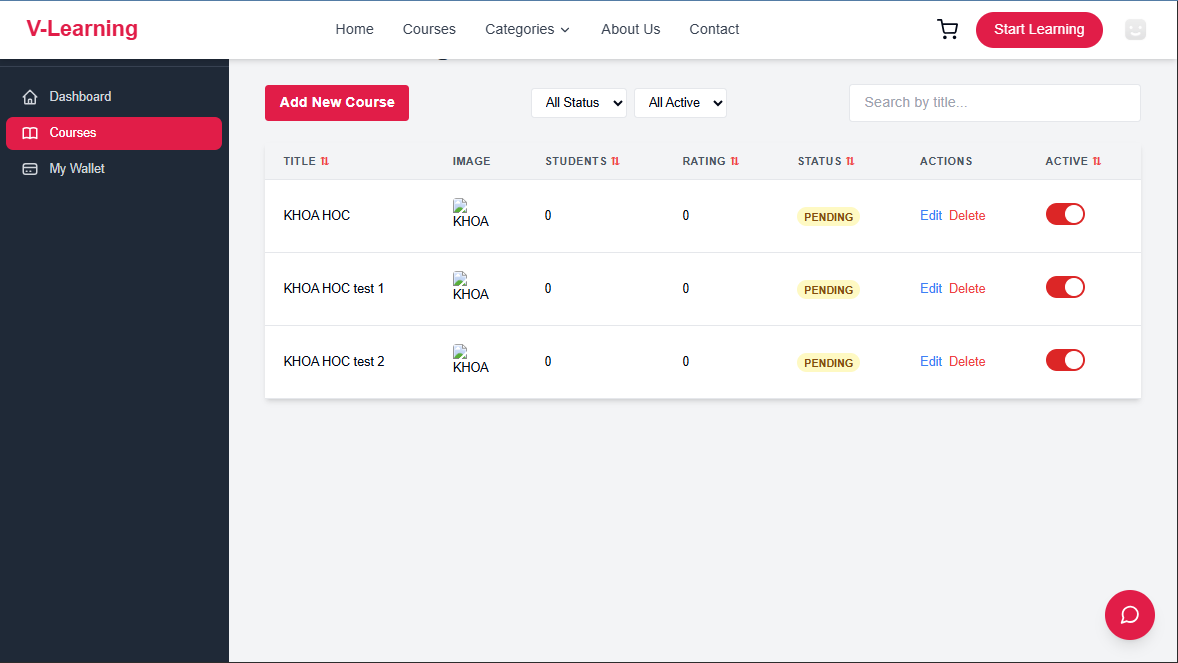 V-Learning
Home Courses Categories About Us Contact Start Learning
Dashboard
Courses
My Wallet
Add New Course All Status All Active Search by title...
TITLE IMAGE STUDENTS RATING STATUS ACTIONS ACTIVE
KHOA HOC KHOA 0 0 PENDING Edit Delete
KHOA HOC test 1 KHOA 0 0 PENDING Edit Delete
KHOA HOC test 2 KHOA 0 0 PENDING Edit Delete